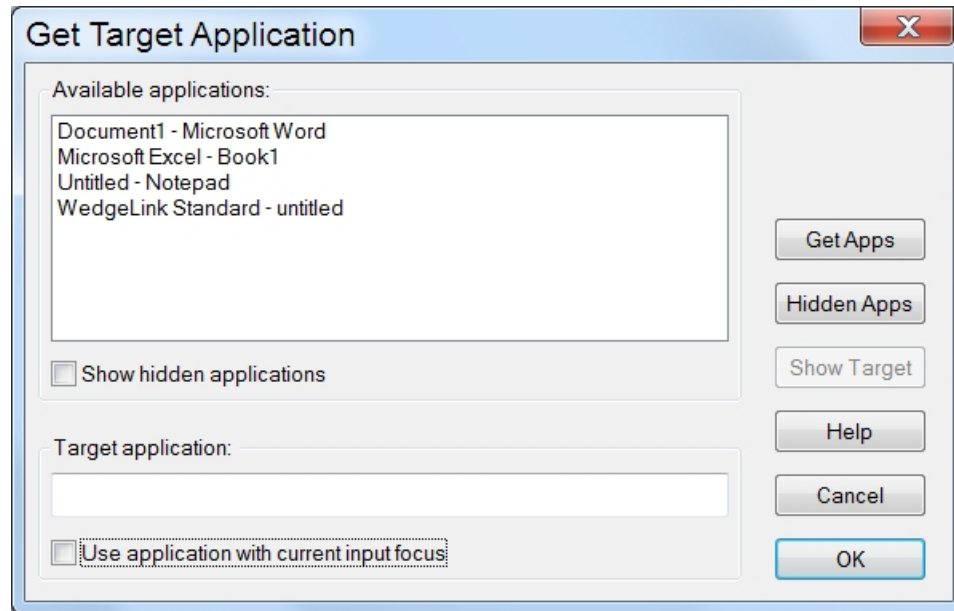 Get Target Application
Available applications:
Document1 - Microsoft Word
Microsoft Excel - Book1
Untitled - Notepad
WedgeLink Standard - untitled
Show hidden applications
Target application:
Use application with current input focus
Get Apps
Hidden Apps
Show Target
Help
Cancel
OK